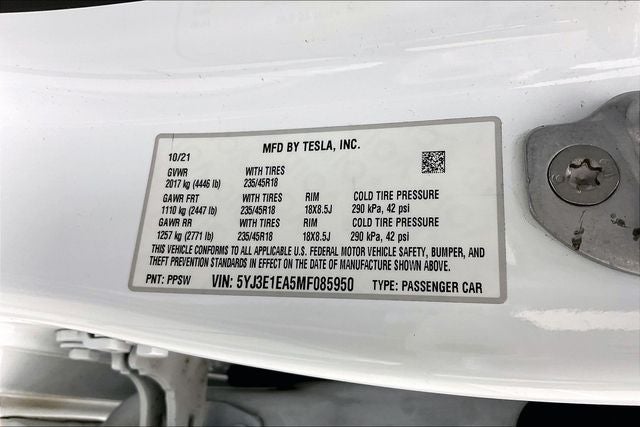 MFD BY TESLA, INC.
10/21
GVWR WITH TIRES
2017 kg (4446 lb) 235/45R18
GAWR FRT WITH TIRES RIM COLD TIRE PRESSURE
1110 kg (2447 lb) 235/45R18 18X8.5J 290 kPa, 42 psi
GAWR RR WITH TIRES RIM COLD TIRE PRESSURE
1257 kg (2771 lb) 235/45R18 18X8.5J 290 kPa, 42 psi
THIS VEHICLE CONFORMS TO ALL APPLICABLE U.S. FEDERAL MOTOR VEHICLE SAFETY, BUMPER, AND
THEFT PREVENTION STANDARDS IN EFFECT ON THE DATE OF MANUFACTURE SHOWN ABOVE.
PNT: PPSW VIN: 5YJ3E1EA5MF085950 TYPE: PASSENGER CAR